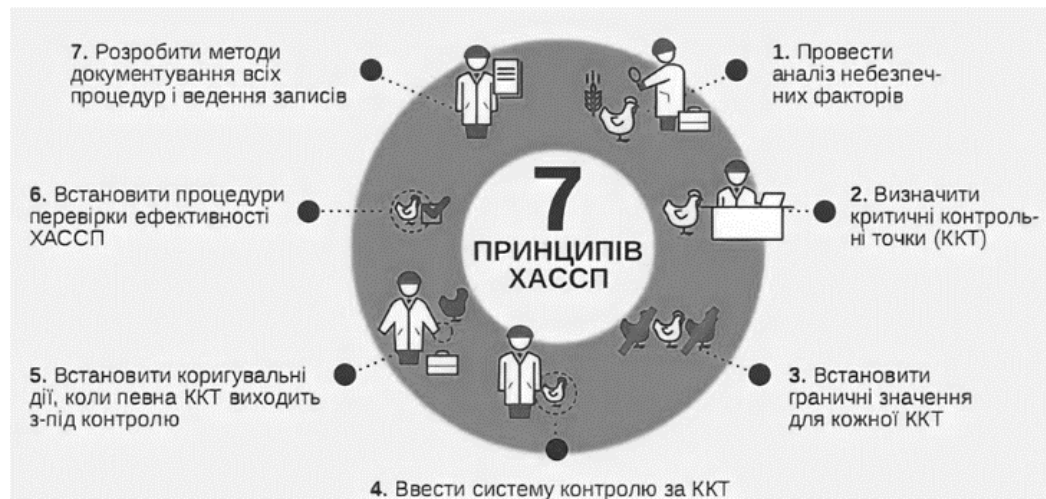 7
ПРИНЦИПІВ
ХАССП
1. Провести
аналіз небезпеч-
них факторів
2. Визначити
критичні контроль-
ні точки (ККТ)
3. Встановити
граничні значення
для кожної ККТ
4. Ввести систему контролю за ККТ
5. Встановити коригувальні
дії, коли певна ККТ виходить
з-під контролю
6. Встановити процедури
перевірки ефективності
ХАССП
7. Розробити методи
документування всіх
процедур і ведення записів